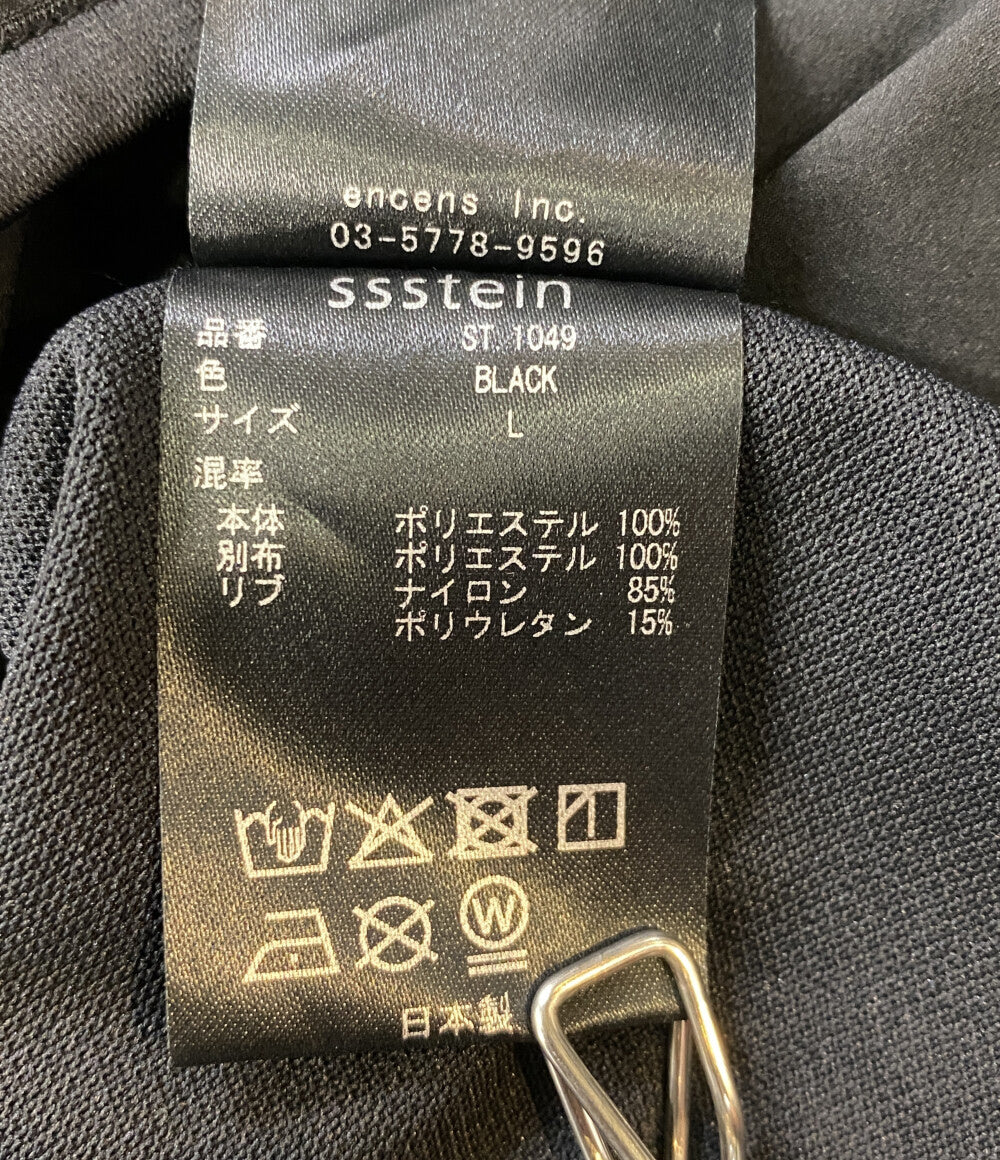 encens Inc.
03-5778-9596
ssstein
品番 ST.1049
色 BLACK
サイズ L
混率
本体 ポリエステル 100%
別布 ポリエステル 100%
リブ ナイロン 85%
ポリウレタン 15%
W
日本製